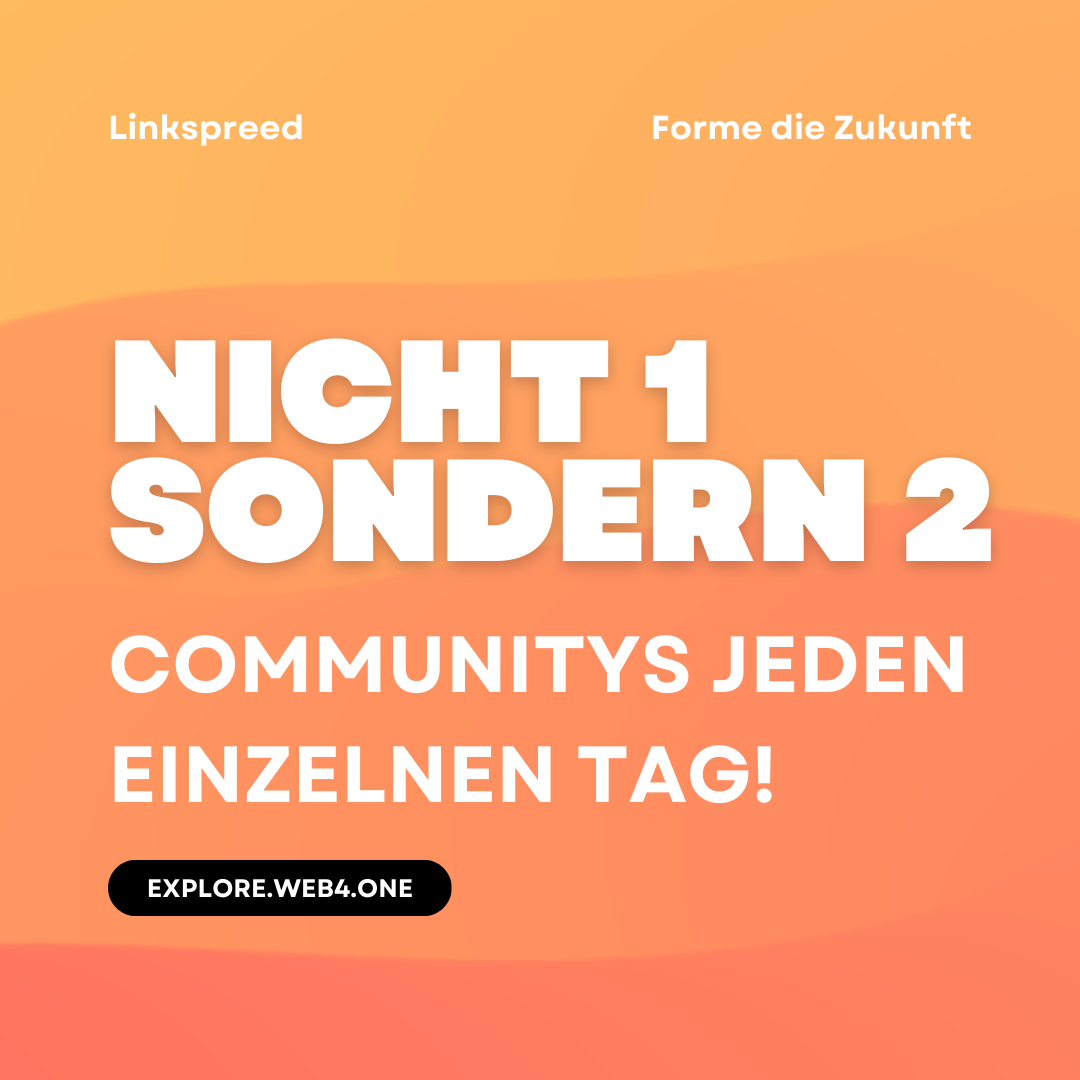 Linkspreed
Forme die Zukunft
NICHT 1
SONDERN 2
COMMUNITYS JEDEN
EINZELNEN TAG!
EXPLORE.WEB4.ONE